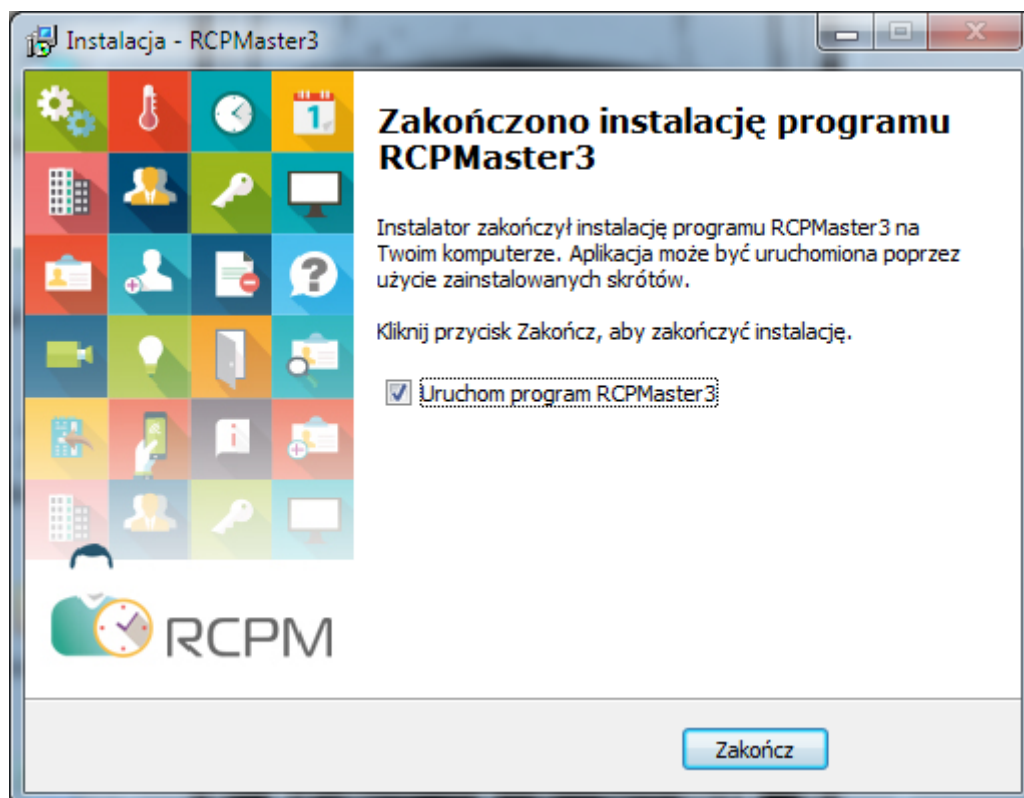 Instalacja - RCPMaster3
1
Zakończono instalację programu
RCPMaster3
Instalator zakończył instalację programu RCPMaster3 na
Twoim komputerze. Aplikacja może być uruchomiona poprzez
użycie zainstalowanych skrótów.
Kliknij przycisk Zakończ, aby zakończyć instalację.
Uruchom program RCPMaster3
?
i
RCPM
Zakończ